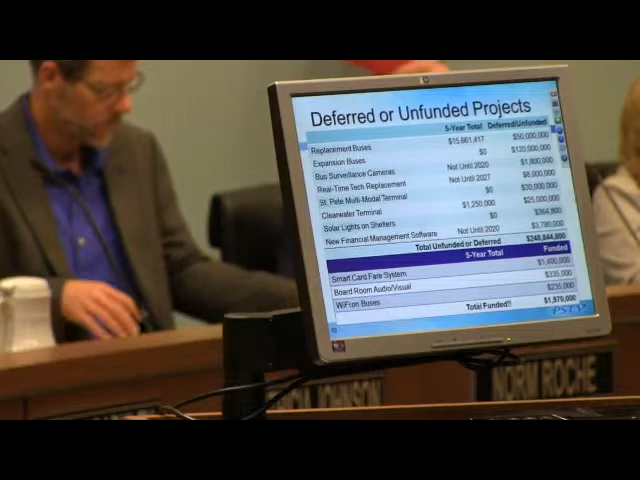 Deferred or Unfunded Projects
5-Year Total Deferred/Unfunded
Replacement Buses $15,661,417 $50,000,000
Expansion Buses $0 $120,000,000
Bus Surveillance Cameras Not Until 2020 $1,800,000
Real-Time Tech Replacement Not Until 2027 $8,000,000
St. Pete Multi-Modal Terminal $0 $30,000,000
Clearwater Terminal $1,250,000 $25,000,000
Solar Lights on Shelters $0 $364,800
New Financial Management Software Not Until 2020 $3,780,000
Total Unfunded or Deferred
5-Year Total Funded
Smart Card Fare System $1,400,000
Board Room Audio/Visual $335,000
WiFi on Buses $235,000
Total Funded!! $1,970,000
PSTA
NORM ROCHE
JOHNSON